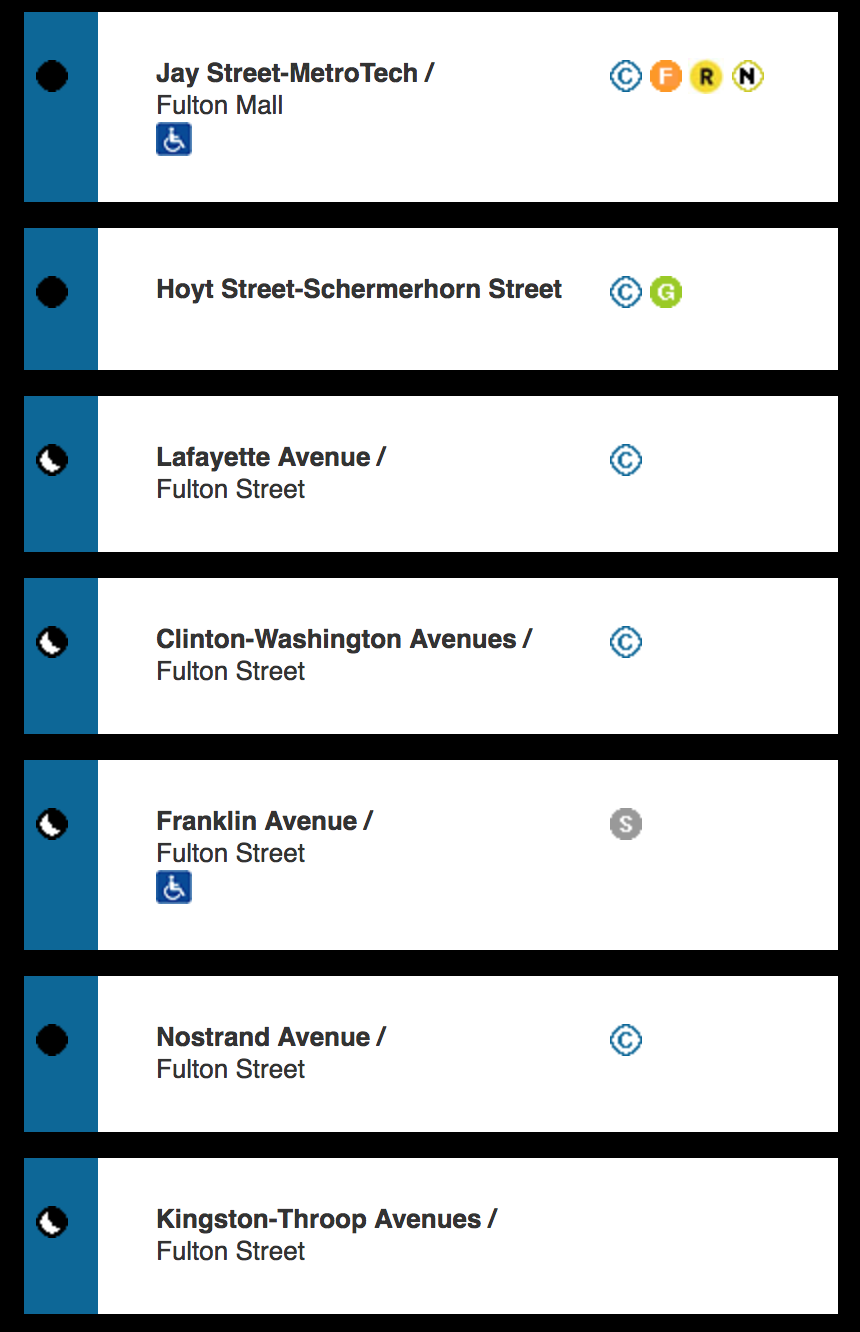 Jay Street-MetroTech / C F R N
Fulton Mall
Hoyt Street-Schermerhorn Street C G
Lafayette Avenue / C
Fulton Street
Clinton-Washington Avenues / C
Fulton Street
Franklin Avenue / S
Fulton Street
Nostrand Avenue / C
Fulton Street
Kingston-Throop Avenues /
Fulton Street